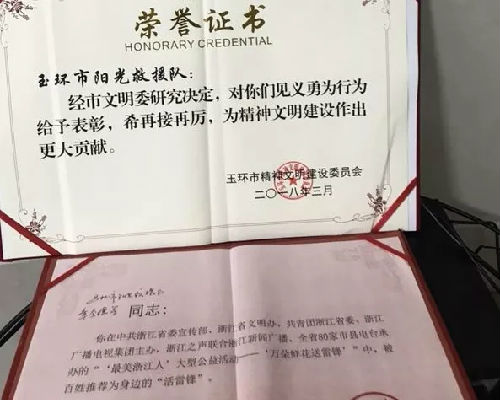 荣誉证书
HONORARY CREDENTIAL
玉环市阳光救援队：
经市文明委研究决定，对你们见义勇为行为
给予表彰，希再接再厉，为精神文明建设作出
更大贡献。
玉环市精神文明建设委员会
二〇一八年三月
同志：
你在中共浙江省委宣传部、浙江省文明办、共青团浙江省委、浙江
广播电视集团主办，浙江之声联合浙江新闻广播、全省80家市县电台承
办的“‘最美浙江人’大型公益活动——‘万朵鲜花送雷锋’”中，被
百姓推荐为身边的“活雷锋”。